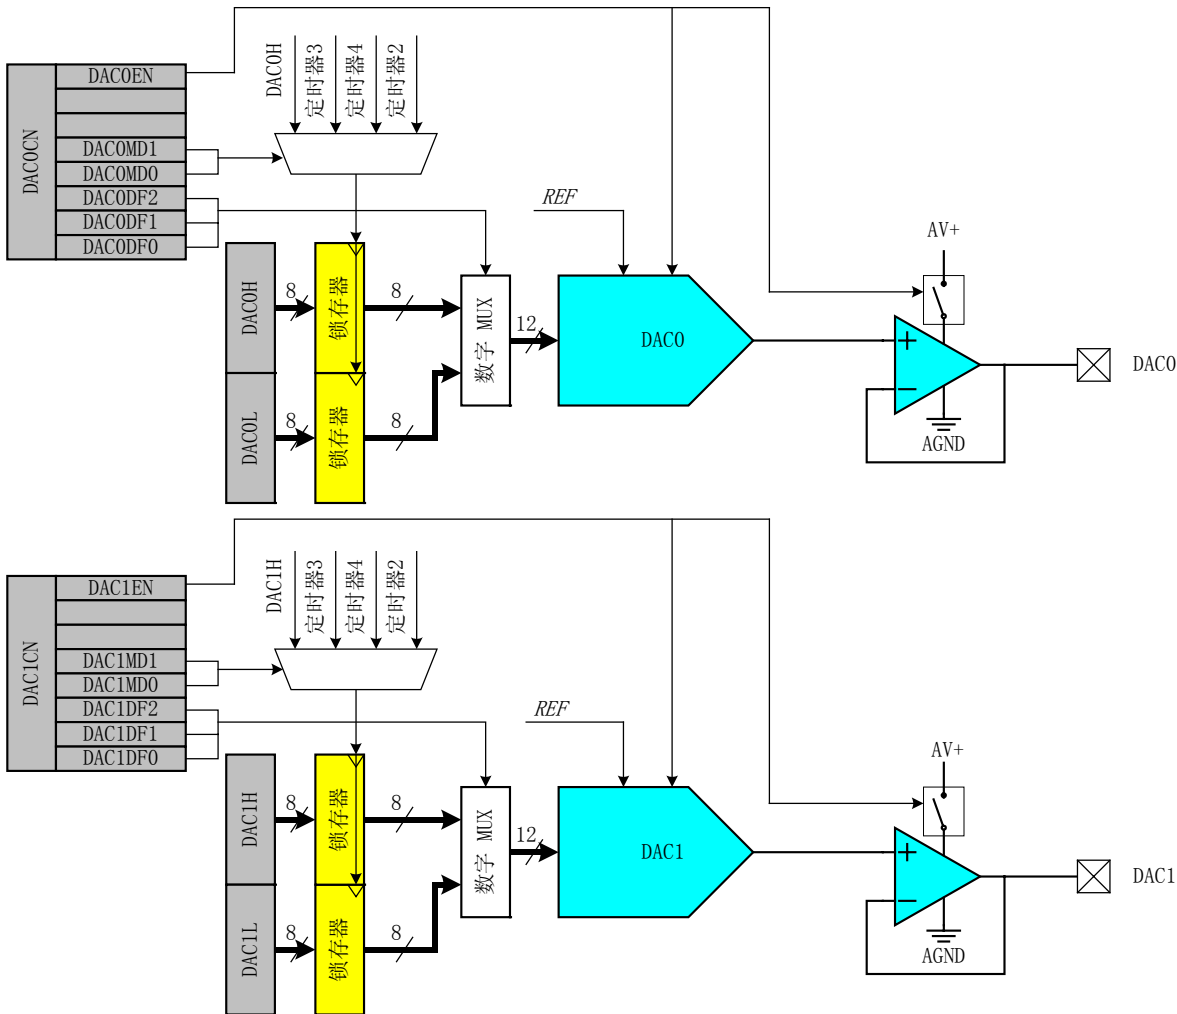 DAC0CN
DAC0EN
DAC0MD1
DAC0MD0
DAC0DF2
DAC0DF1
DAC0DF0
DAC0H
定时器3
定时器4
定时器2
DAC0H
DAC0L
8
8
锁存器
锁存器
8
8
数字 MUX
12
REF
DAC0
AV+
+
−
AGND
DAC0
DAC1CN
DAC1EN
DAC1MD1
DAC1MD0
DAC1DF2
DAC1DF1
DAC1DF0
DAC1H
定时器3
定时器4
定时器2
DAC1H
DAC1L
8
8
锁存器
锁存器
8
8
数字 MUX
12
REF
DAC1
AV+
+
−
AGND
DAC1